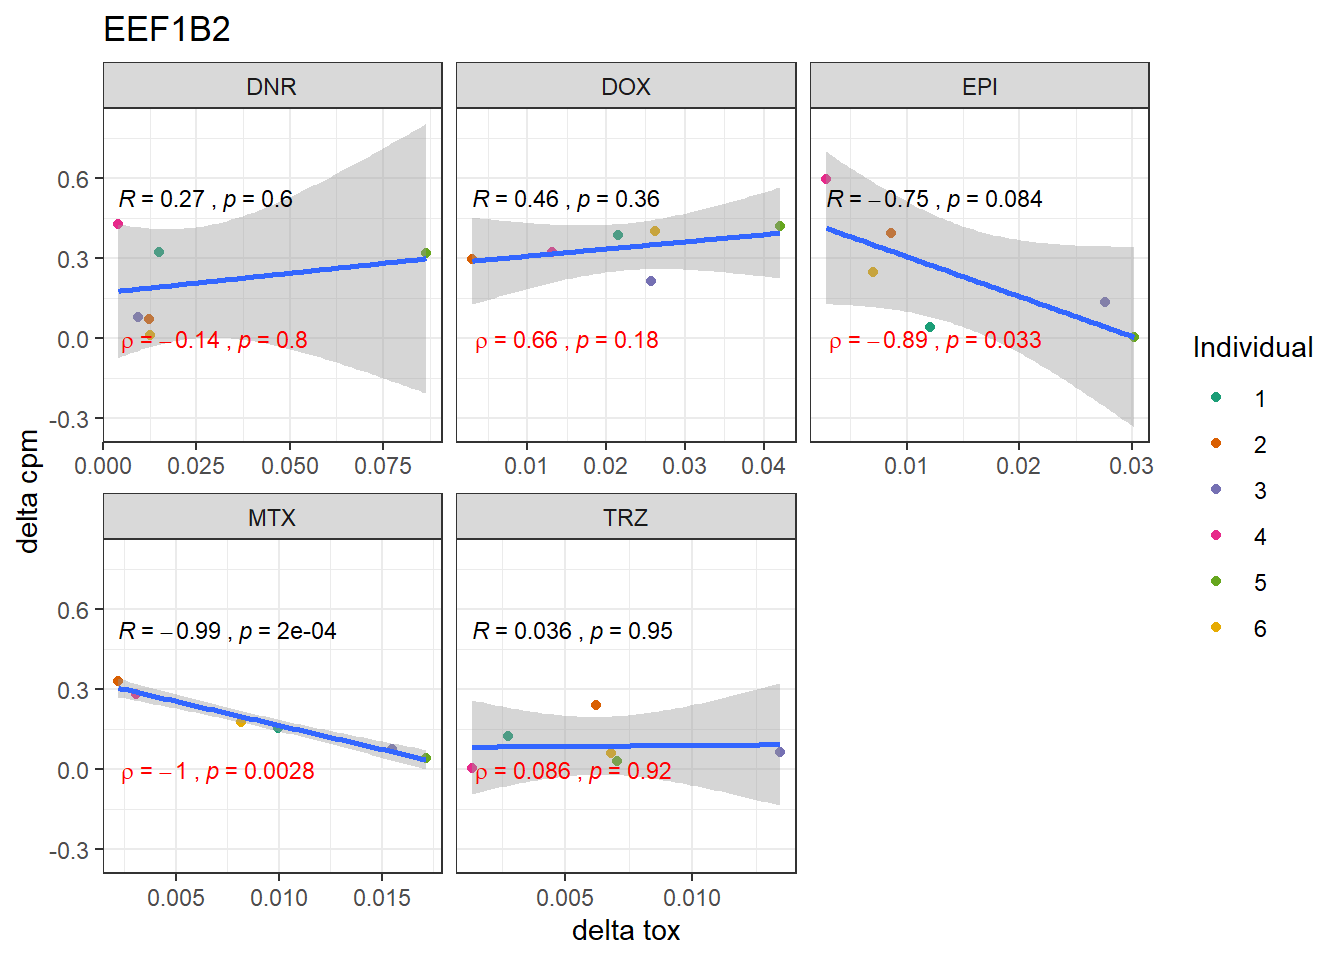 EEF1B2
DNR
DOX
EPI
R = 0.27 , p = 0.6
R = 0.46 , p = 0.36
R = −0.75 , p = 0.084
ρ = −0.14 , p = 0.8
ρ = 0.66 , p = 0.18
ρ = −0.89 , p = 0.033
0.6
0.3
0.0
-0.3
0.000 0.025 0.050 0.075
0.01 0.02 0.03 0.04
0.01 0.02 0.03
delta cpm
MTX
TRZ
R = −0.99 , p = 2e-04
R = 0.036 , p = 0.95
ρ = −1 , p = 0.0028
ρ = 0.086 , p = 0.92
0.6
0.3
0.0
-0.3
0.005 0.010 0.015
0.005 0.010
delta tox
Individual
1
2
3
4
5
6